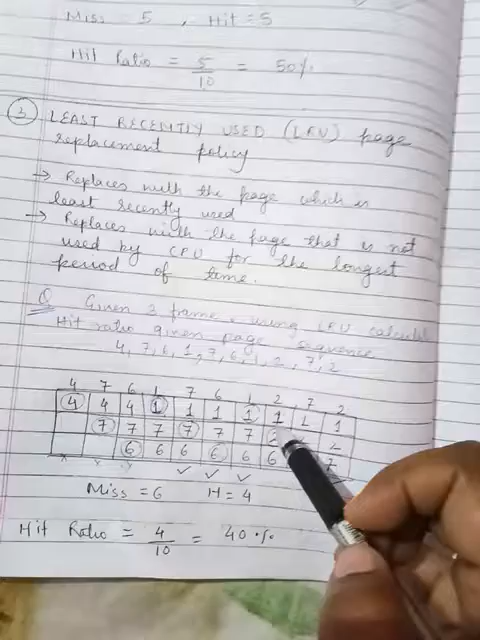 Miss 5 , Hit = 5
Hit Ratio = 5/10 = 50%
③ LEAST RECENTLY USED (LRU) page
replacement policy
→ Replaces with the page which is
least recently used
→ Replaces with the page that is not
used by CPU for the longest
period of time.
Q Given 3 frame using LRU calculate
Hit ratio given page sequence
4, 7, 6, 1, 7, 6, 1, 2, 7, 2
4 7 6 1 7 6 1 2 7 2
4 4 4 1 1 1 1 1 1 1
7 7 7 7 7 7 2 2
6 6 6 6 6 6 7
✓ ✓ ✓
Miss = 6 H = 4
Hit Ratio = 4/10 = 40 %